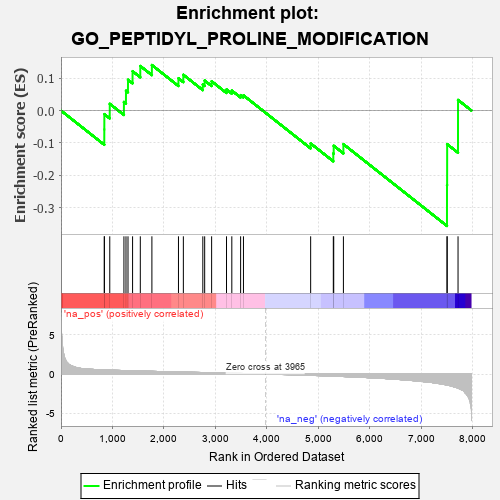 Enrichment plot:
GO_PEPTIDYL_PROLINE_MODIFICATION
Enrichment score (ES)
0.1
0.0
-0.1
-0.2
-0.3
'na_pos' (positively correlated)
Ranked list metric (PreRanked)
5
0
-5
Zero cross at 3965
'na_neg' (negatively correlated)
0
1,000
2,000
3,000
4,000
5,000
6,000
7,000
8,000
Rank in Ordered Dataset
Enrichment profile
Hits
Ranking metric scores